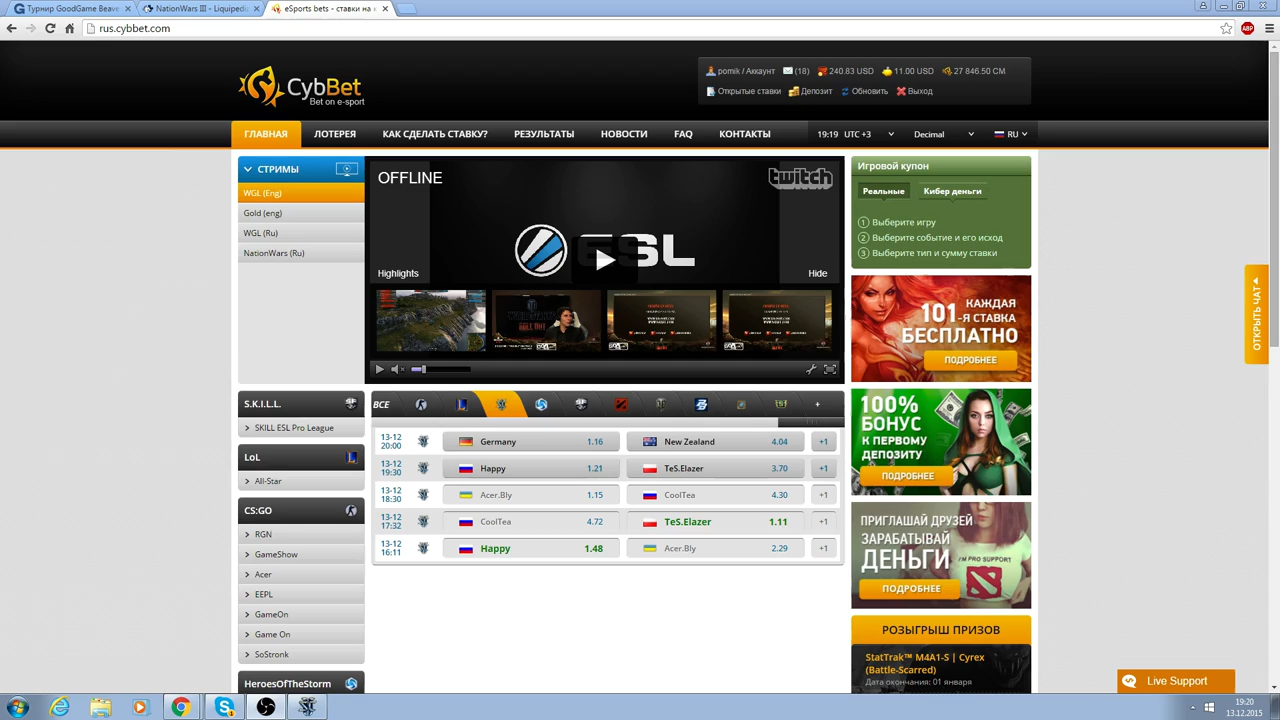 Турнир GoodGame Beave
NationWars III - Liquipedi
eSports bets - ставки на к
rus.cybbet.com
ABP
CybBet
Bet on e-sport
pomik / Аккаунт
(18)
240.83 USD
11.00 USD
27 846.50 CM
Открытые ставки
Депозит
Обновить
Выход
ГЛАВНАЯ
ЛОТЕРЕЯ
КАК СДЕЛАТЬ СТАВКУ?
РЕЗУЛЬТАТЫ
НОВОСТИ
FAQ
КОНТАКТЫ
19:19 UTC +3
Decimal
RU
СТРИМЫ
WGL (Eng)
Gold (eng)
WGL (Ru)
NationWars (Ru)
OFFLINE
twitch
ESL
Highlights
Hide
Игровой купон
Реальные
Кибер деньги
1 Выберите игру
2 Выберите событие и его исход
3 Выберите тип и сумму ставки
КАЖДАЯ
101-Я СТАВКА
БЕСПЛАТНО
ПОДРОБНЕЕ
ОТКРЫТЬ ЧАТ
100%
БОНУС
К ПЕРВОМУ
ДЕПОЗИТУ
ПОДРОБНЕЕ
ПРИГЛАШАЙ ДРУЗЕЙ
ЗАРАБАТЫВАЙ
ДЕНЬГИ
I'M PRO SUPPORT
ПОДРОБНЕЕ
РОЗЫГРЫШ ПРИЗОВ
StatTrak™ M4A1-S | Cyrex
(Battle-Scarred)
Дата окончания: 01 января
S.K.I.L.L.
SKILL ESL Pro League
LoL
All-Star
CS:GO
RGN
GameShow
Acer
EEPL
GameOn
Game On
SoStronk
HeroesOfTheStorm
ВСЕ
+
13-12
20:00
Germany 1.16
New Zealand 4.04
+1
13-12
19:30
Happy 1.21
TeS.Elazer 3.70
+1
13-12
18:30
Acer.Bly 1.15
CoolTea 4.30
+1
13-12
17:32
CoolTea 4.72
TeS.Elazer 1.11
+1
13-12
16:11
Happy 1.48
Acer.Bly 2.29
+1
Live Support
19:20
13.12.2015